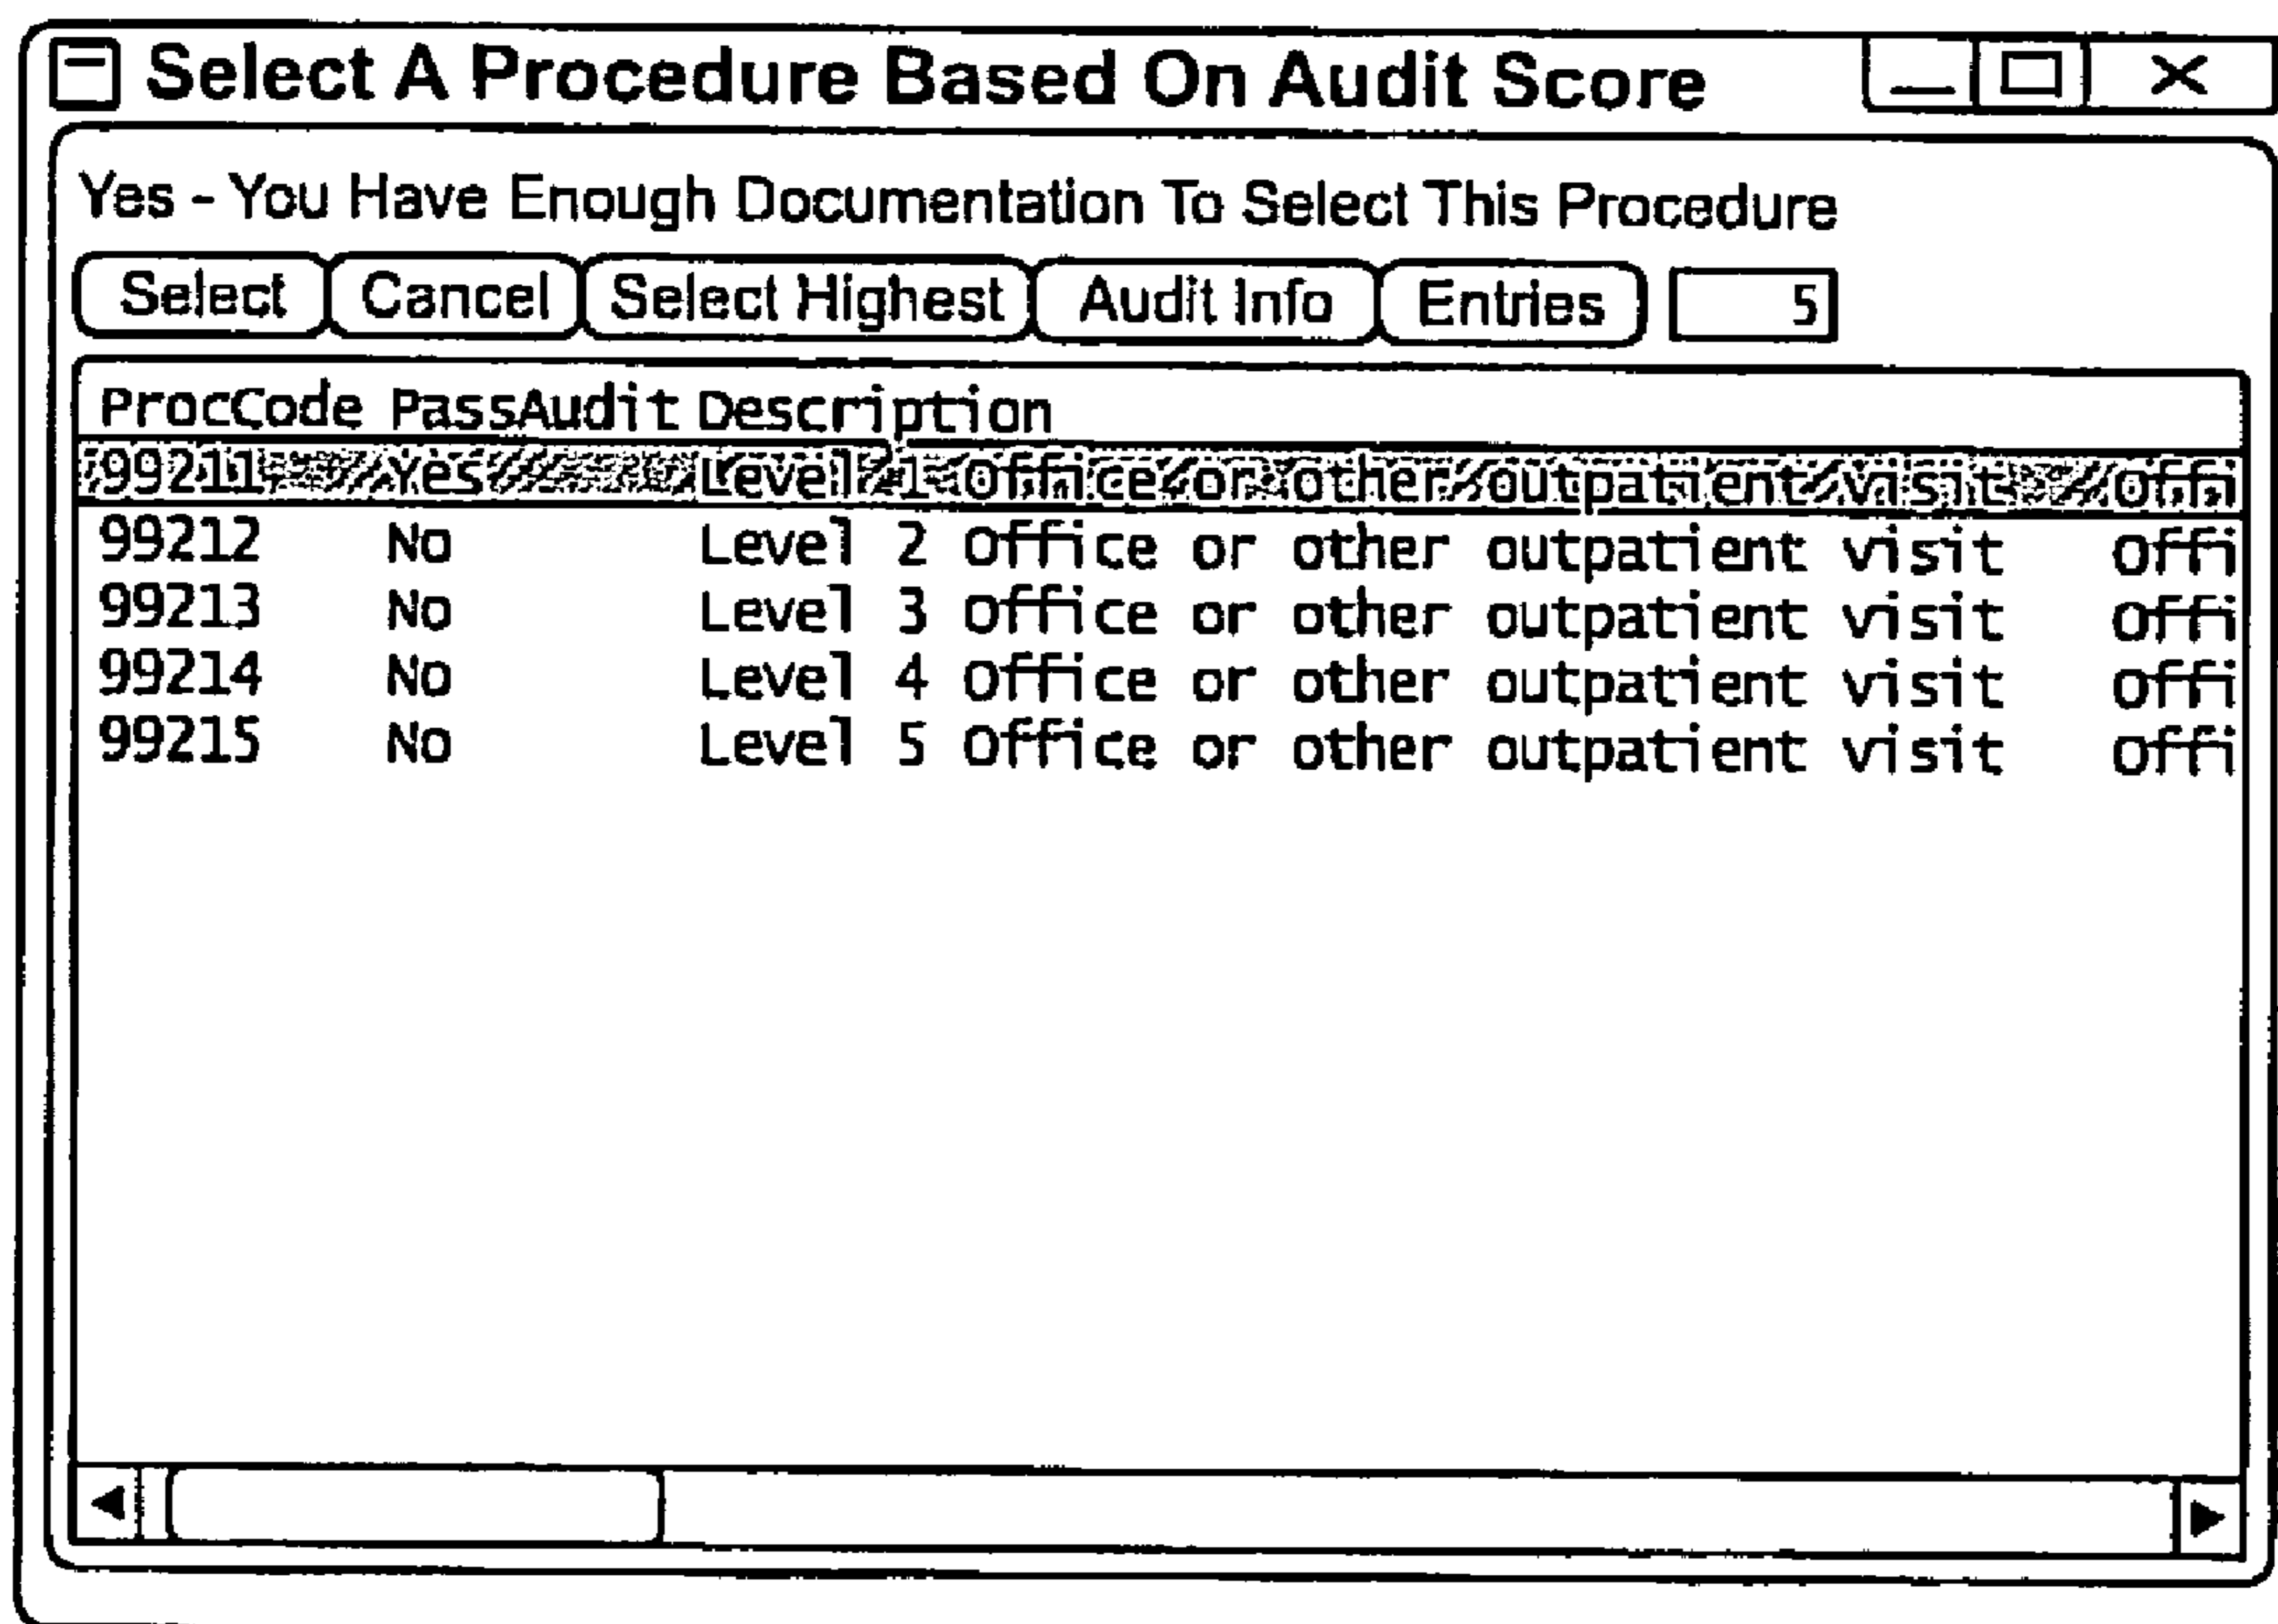 Select A Procedure Based On Audit Score
Yes - You Have Enough Documentation To Select This Procedure
Select Cancel Select Highest Audit Info Entries 5
ProcCode PassAudit Description
99211 Yes Level 1 Office or other outpatient visit Offi
99212 No Level 2 Office or other outpatient visit Offi
99213 No Level 3 Office or other outpatient visit Offi
99214 No Level 4 Office or other outpatient visit Offi
99215 No Level 5 Office or other outpatient visit Offi